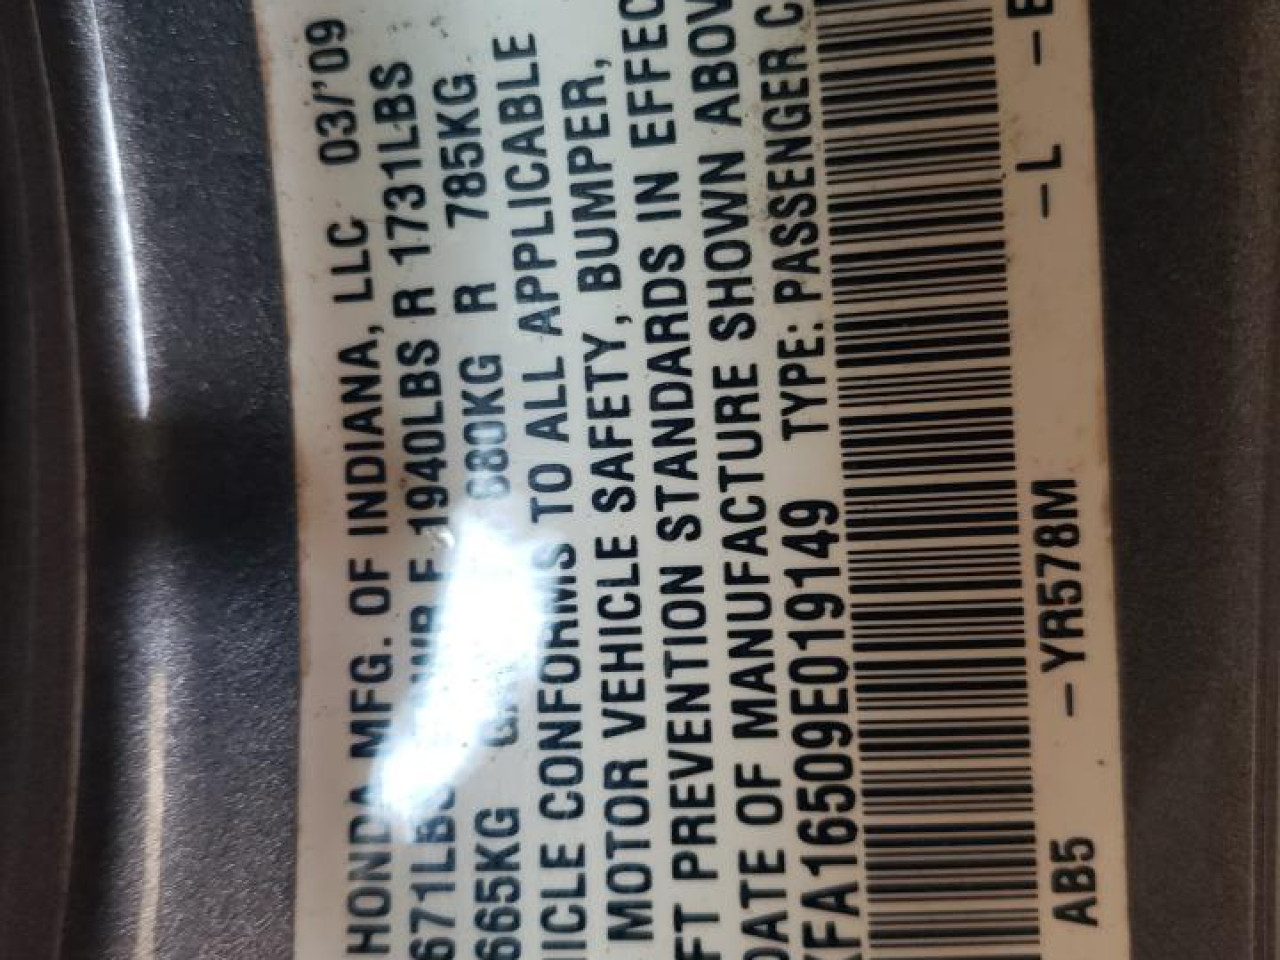 HONDA MFG. OF INDIANA, LLC 03/'09
671LBS GAWR F 1940LBS R 1731LBS
665KG 880KG R 785KG
ICLE CONFORMS TO ALL APPLICABLE
MOTOR VEHICLE SAFETY, BUMPER,
FT PREVENTION STANDARDS IN EFFEC
DATE OF MANUFACTURE SHOWN ABOV
FA16509E019149 TYPE: PASSENGER C
AB5 – YR578M – L –